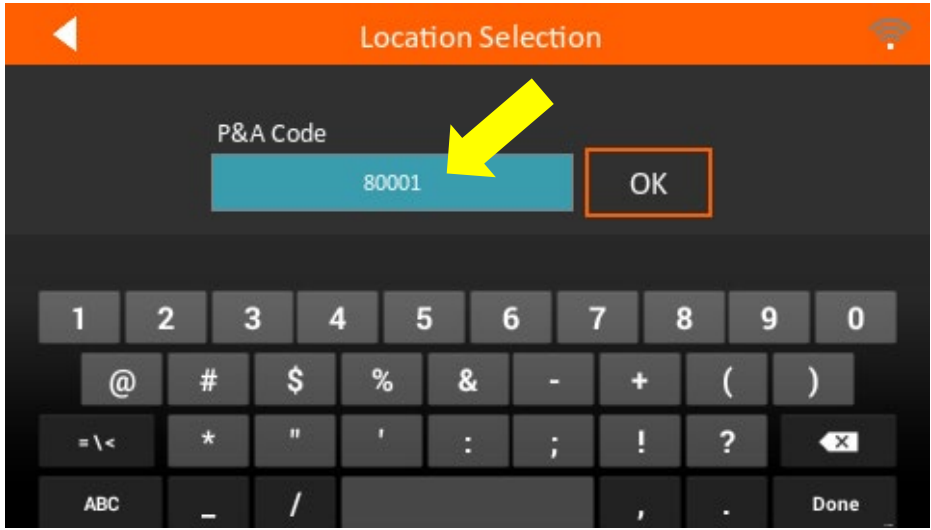 Location Selection
P&A Code
80001
OK
1 2 3 4 5 6 7 8 9 0
@ # $ % & - + ( )
= \ < * " ' : ; ! ?
ABC _ / , . Done